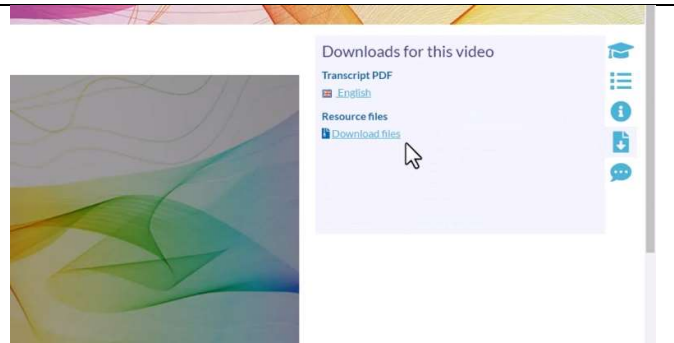 Downloads for this video
Transcript PDF
English
Resource files
Download files